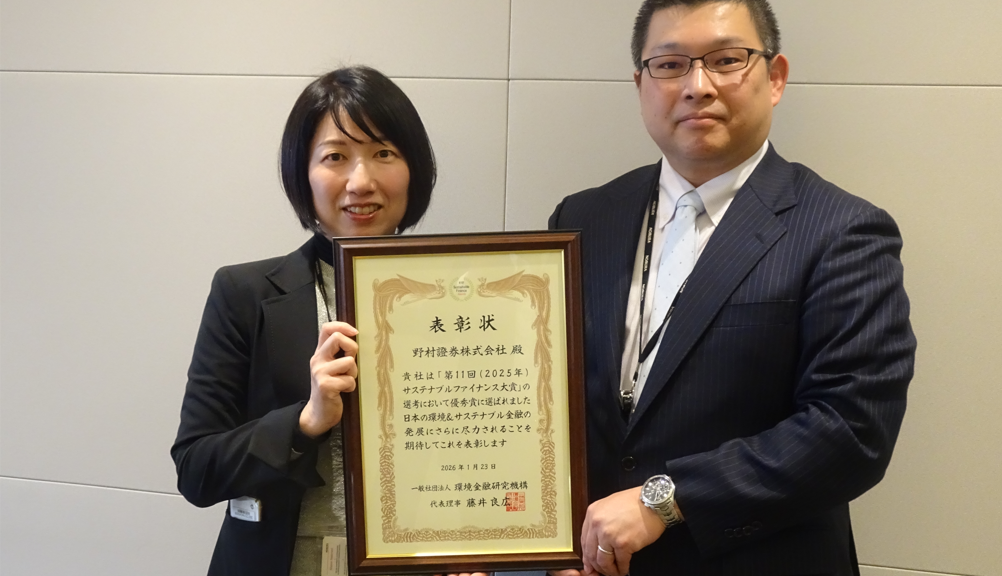 表彰状
野村證券株式会社 殿
貴社は「第11回(2025年)
サステナブルファイナンス大賞」の
選考において優秀賞に選ばれました
日本の環境&サステナブル金融の
発展にさらに尽力されることを
期待してこれを表彰します
2026年1月23日
一般社団法人 環境金融研究機構
代表理事 藤井良広
NOMURA